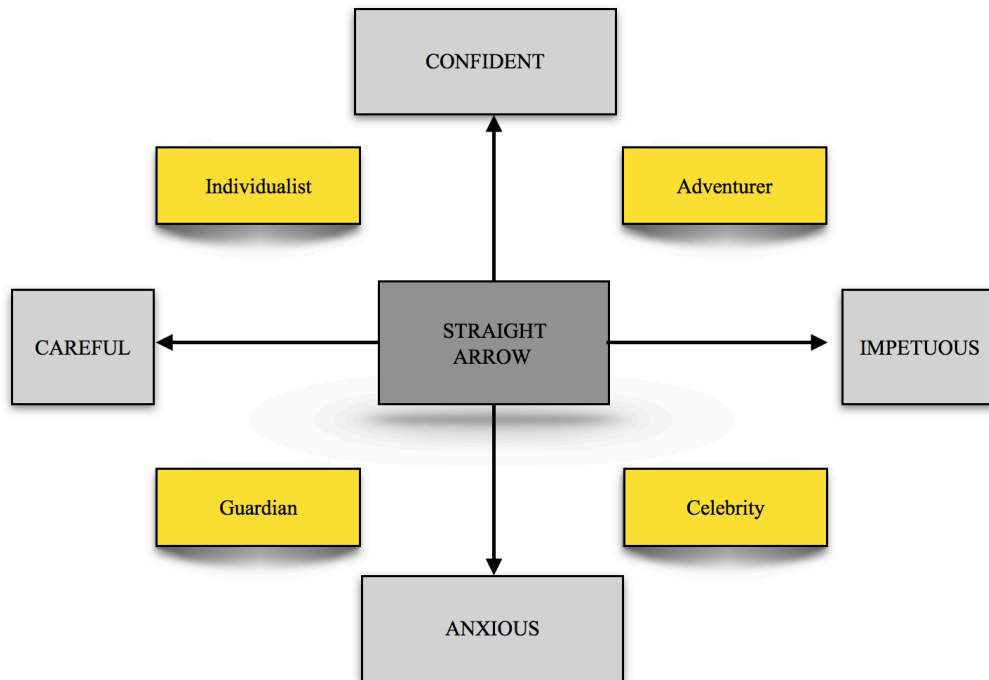 CONFIDENT
Individualist
Adventurer
CAREFUL
STRAIGHT
ARROW
IMPETUOUS
Guardian
Celebrity
ANXIOUS